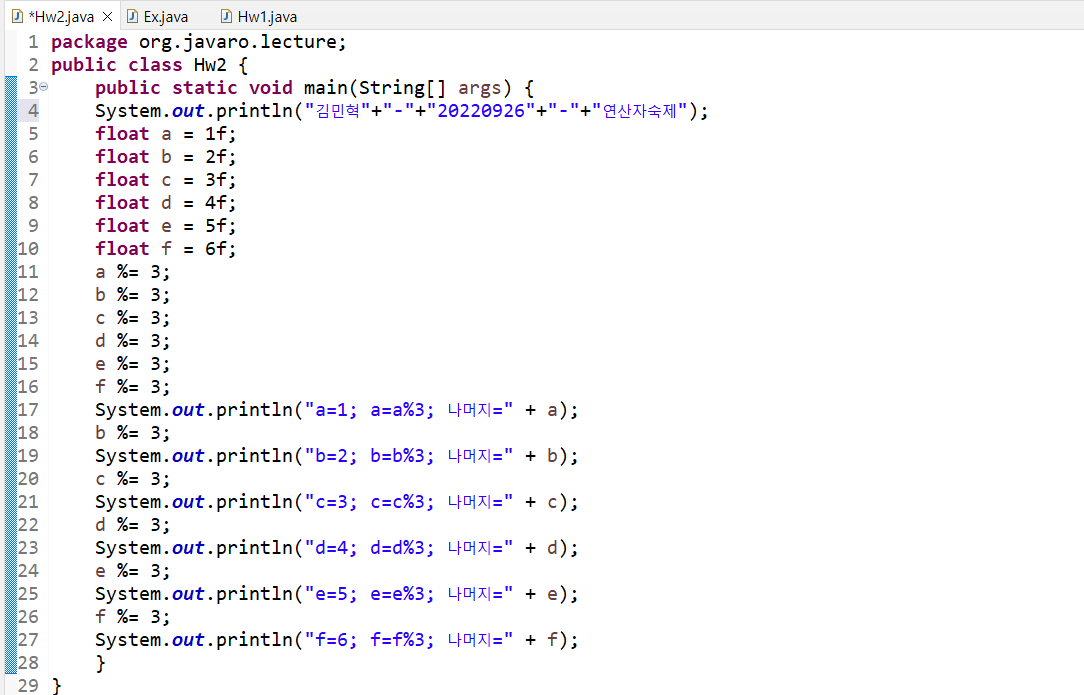 *Hw2.java Ex.java Hw1.java
1 package org.javaro.lecture;
2 public class Hw2 {
3 public static void main(String[] args) {
4 System.out.println("김민혁"+"-"+"20220926"+"-"+"연산자숙제");
5 float a = 1f;
6 float b = 2f;
7 float c = 3f;
8 float d = 4f;
9 float e = 5f;
10 float f = 6f;
11 a %= 3;
12 b %= 3;
13 c %= 3;
14 d %= 3;
15 e %= 3;
16 f %= 3;
17 System.out.println("a=1; a=a%3; 나머지=" + a);
18 b %= 3;
19 System.out.println("b=2; b=b%3; 나머지=" + b);
20 c %= 3;
21 System.out.println("c=3; c=c%3; 나머지=" + c);
22 d %= 3;
23 System.out.println("d=4; d=d%3; 나머지=" + d);
24 e %= 3;
25 System.out.println("e=5; e=e%3; 나머지=" + e);
26 f %= 3;
27 System.out.println("f=6; f=f%3; 나머지=" + f);
28 }
29 }